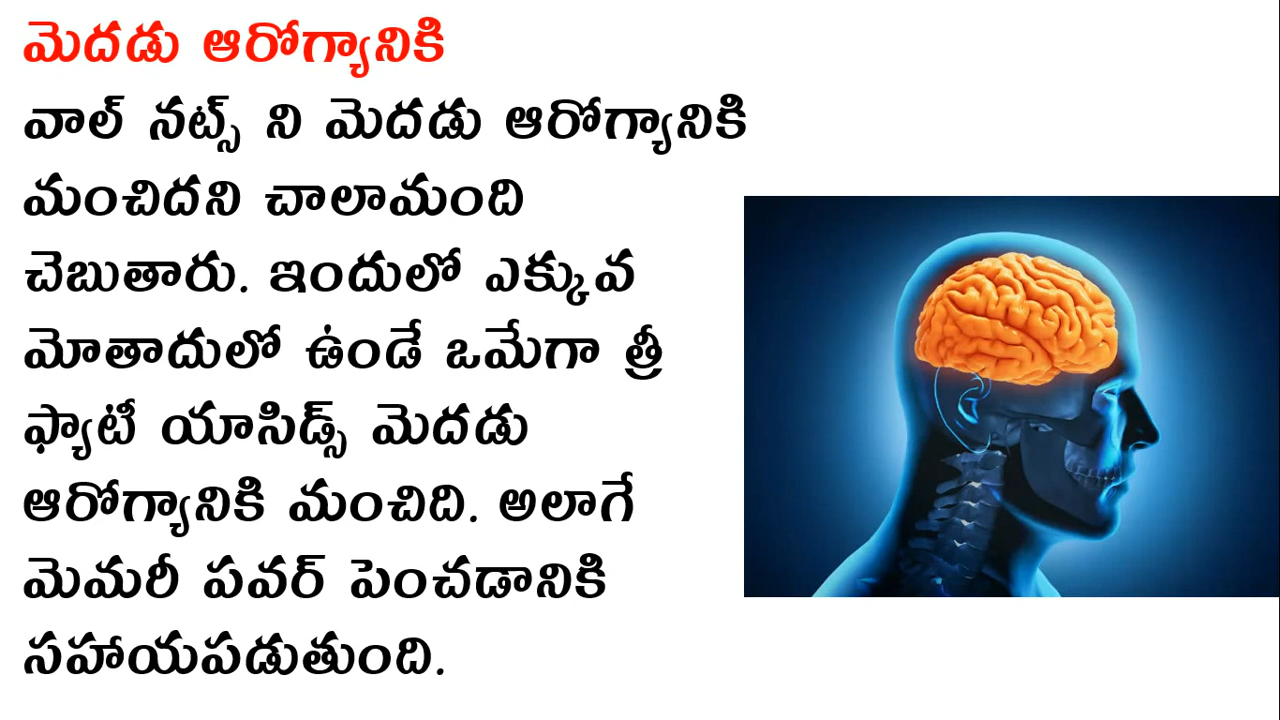 మెదడు ఆరోగ్యానికి
వాల్ నట్స్ ని మెదడు ఆరోగ్యానికి
మంచిదని చాలామంది
చెబుతారు. ఇందులో ఎక్కువ
మోతాదులో ఉండే ఒమేగా త్రీ
ఫ్యాటీ యాసిడ్స్ మెదడు
ఆరోగ్యానికి మంచిది. అలాగే
మెమరీ పవర్ పెంచడానికి
సహాయపడుతుంది.